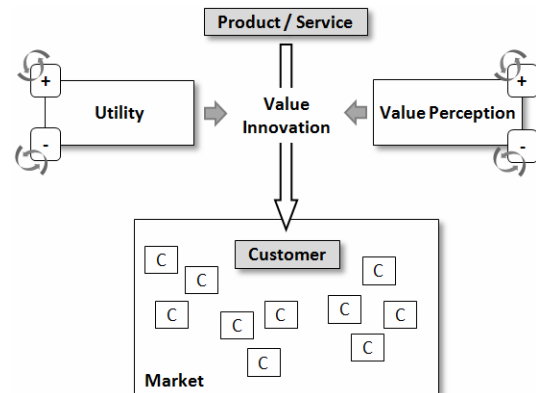 Product / Service
+
+
Utility
Value
Innovation
Value Perception
-
-
Customer
C
C
C
C
C
C
C
C
C
C
Market